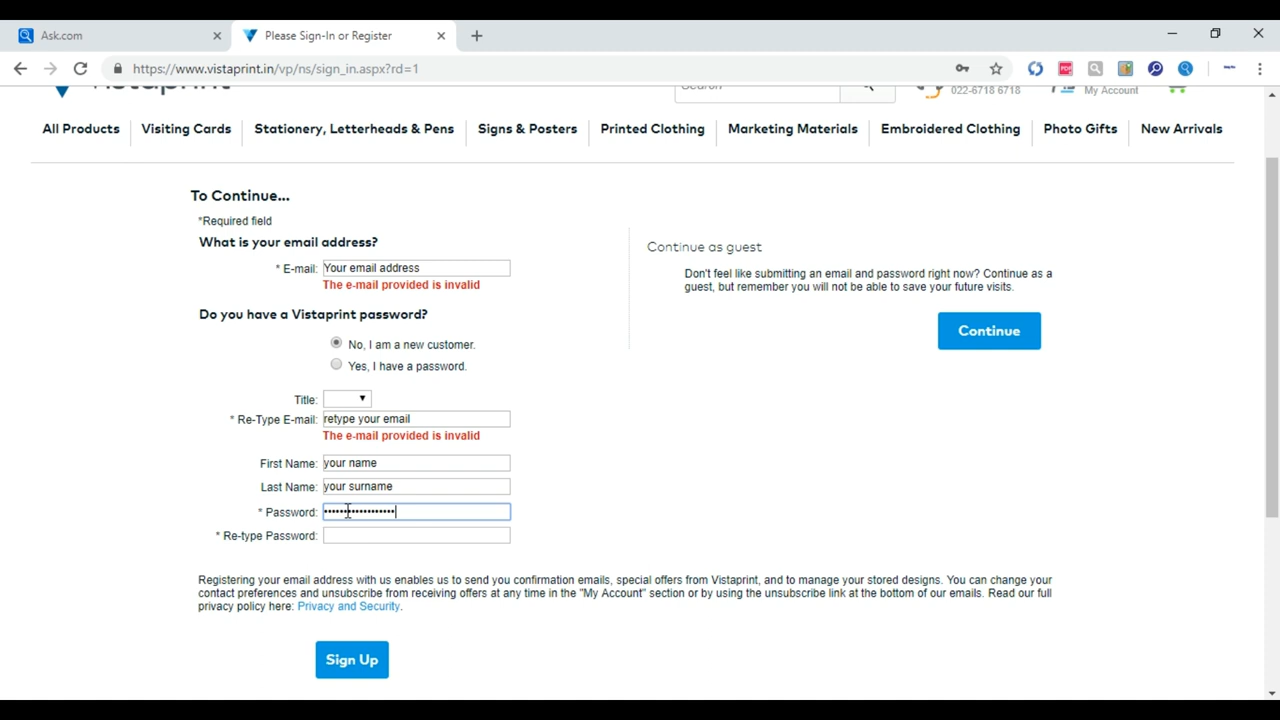 Ask.com
Please Sign-In or Register
https://www.vistaprint.in/vp/ns/sign_in.aspx?rd=1
PDF
vistaprint
Search
022-6718 6718
My Account
All Products
Visiting Cards
Stationery, Letterheads & Pens
Signs & Posters
Printed Clothing
Marketing Materials
Embroidered Clothing
Photo Gifts
New Arrivals
To Continue...
*Required field
What is your email address?
* E-mail: Your email address
The e-mail provided is invalid
Do you have a Vistaprint password?
No, I am a new customer.
Yes, I have a password.
Title:
* Re-Type E-mail: retype your email
The e-mail provided is invalid
First Name: your name
Last Name: your surname
* Password: ••••••••••••••••••
* Re-type Password:
Continue as guest
Don't feel like submitting an email and password right now? Continue as a
guest, but remember you will not be able to save your future visits.
Continue
Registering your email address with us enables us to send you confirmation emails, special offers from Vistaprint, and to manage your stored designs. You can change your
contact preferences and unsubscribe from receiving offers at any time in the "My Account" section or by using the unsubscribe link at the bottom of our emails. Read our full
privacy policy here: Privacy and Security.
Sign Up